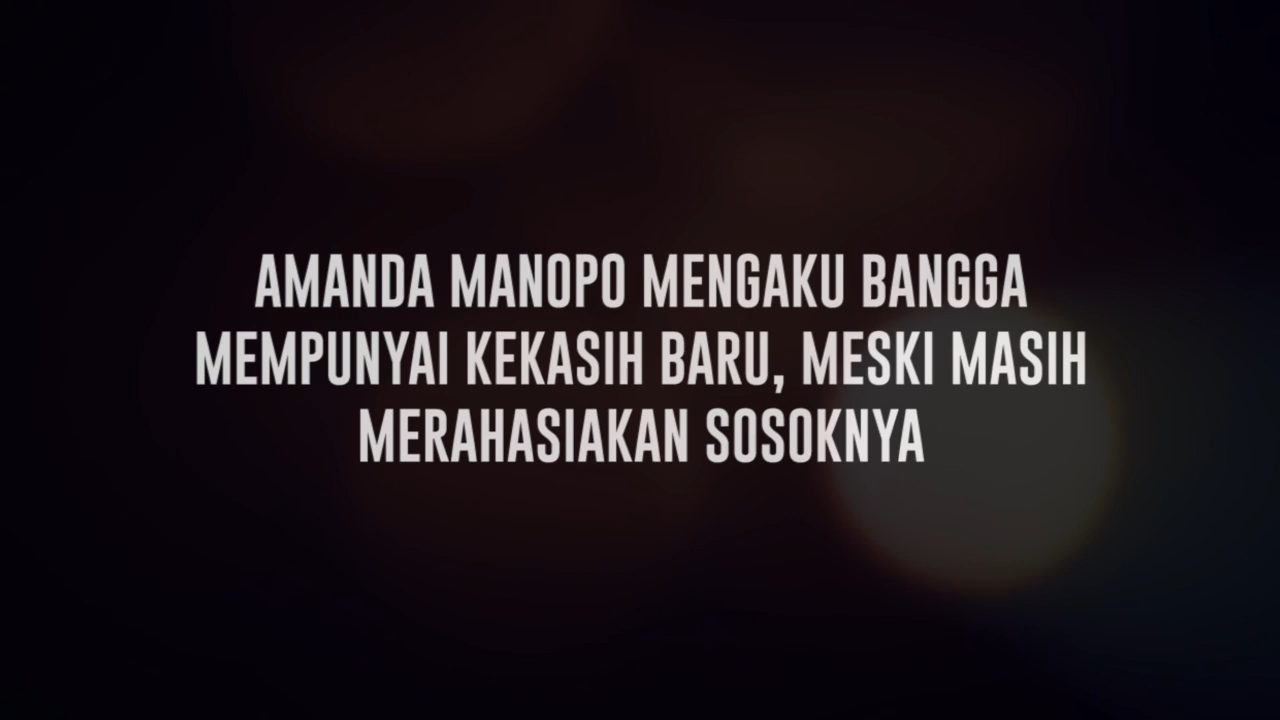 AMANDA MANOPO MENGAKU BANGGA
MEMPUNYAI KEKASIH BARU, MESKI MASIH
MERAHASIAKAN SOSOKNYA